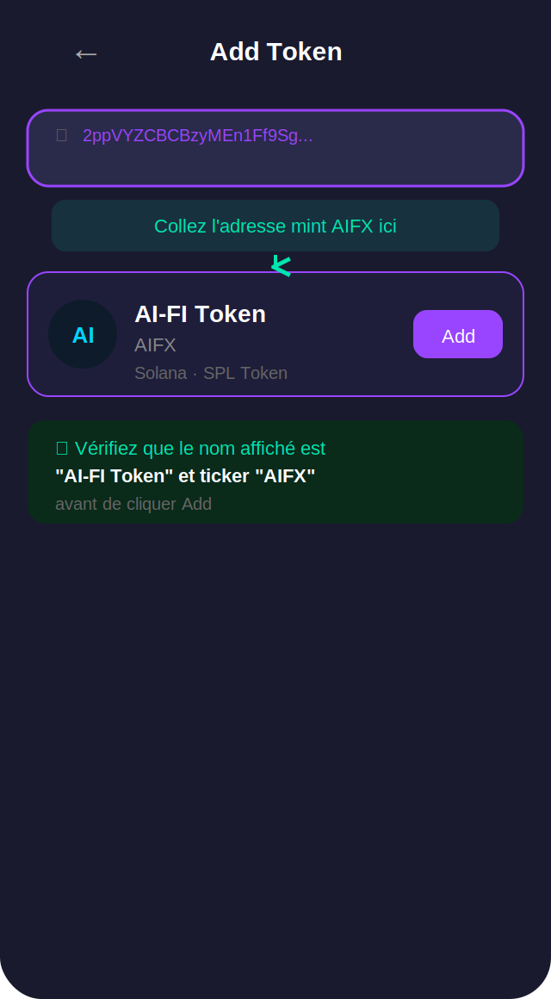 ← Add Token
2ppVYZCBCBzyMEn1Ff9Sg...
Collez l'adresse mint AIFX ici
AI
AI-FI Token
AIFX
Solana · SPL Token
Add
Vérifiez que le nom affiché est
"AI-FI Token" et ticker "AIFX"
avant de cliquer Add